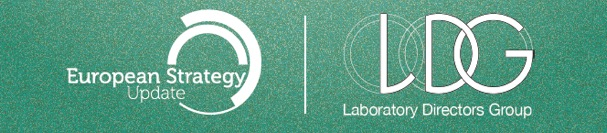 European Strategy
Update
LDG
Laboratory Directors Group